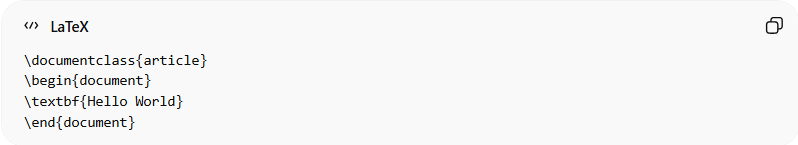 LaTeX
\documentclass{article}
\begin{document}
\textbf{Hello World}
\end{document}